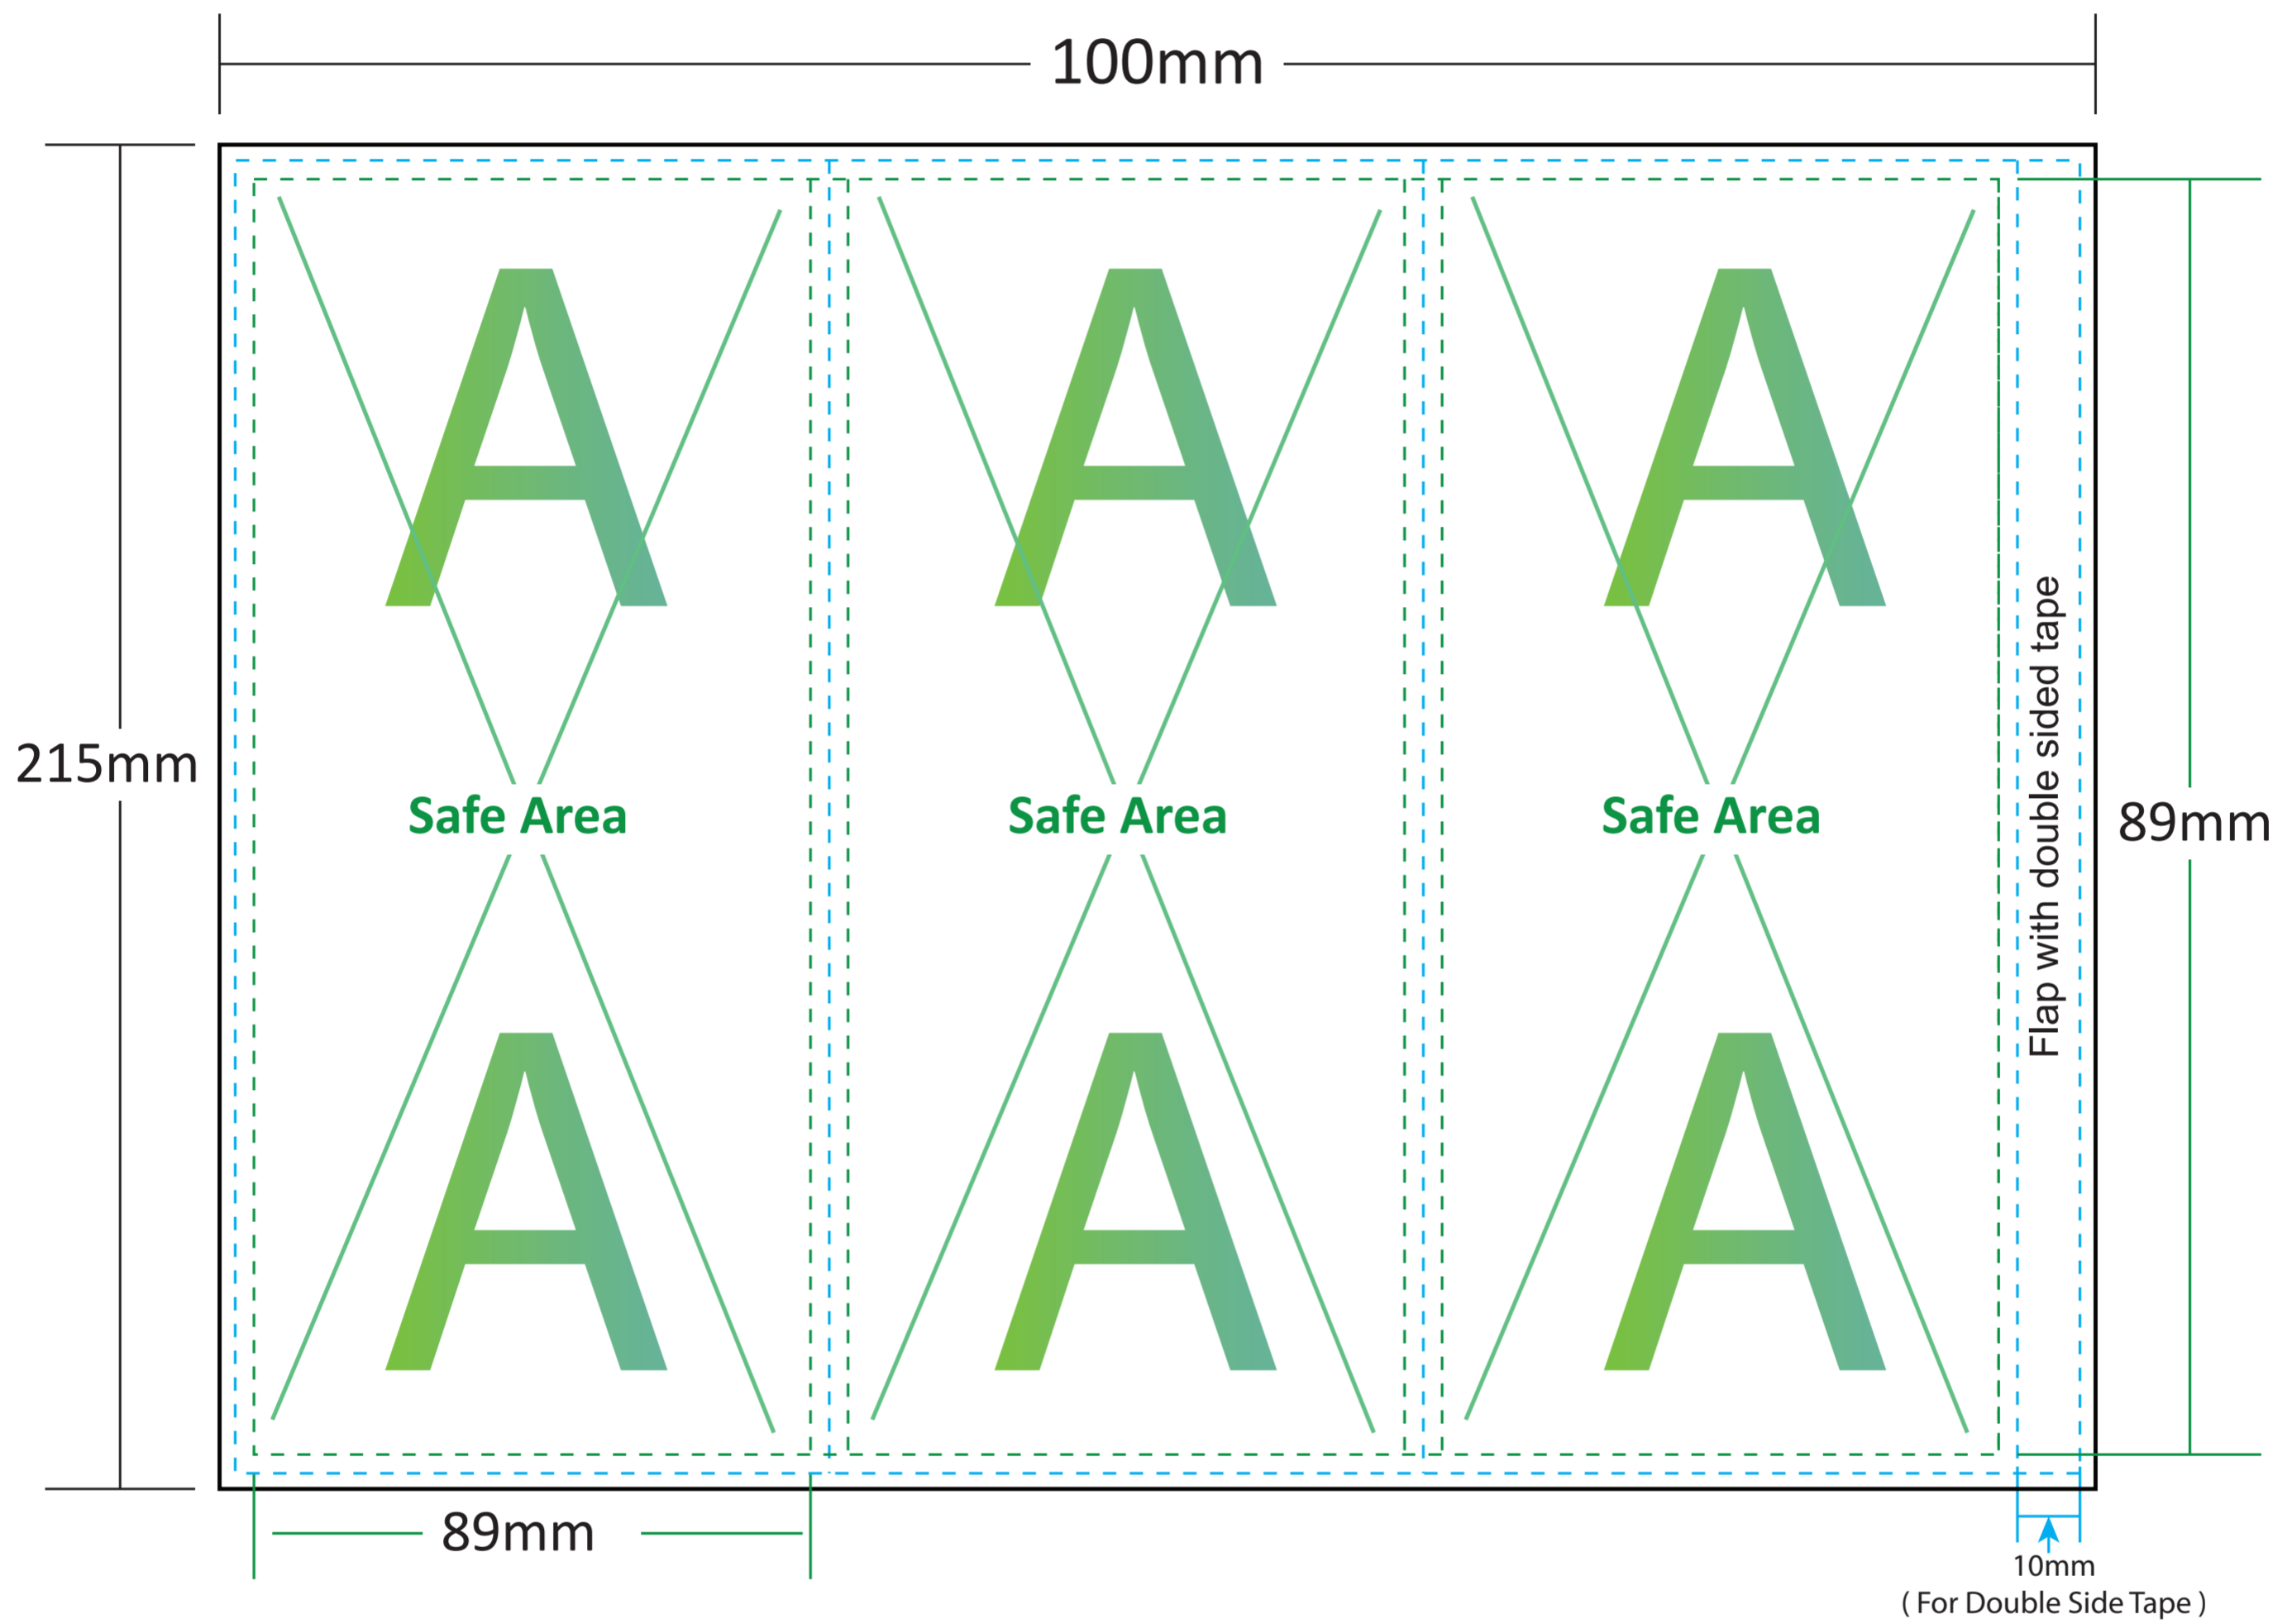 100mm
A A A
215mm
Safe Area Safe Area Safe Area
89mm
Flap with double sided tape
A A A
89mm
10mm
( For Double Side Tape )